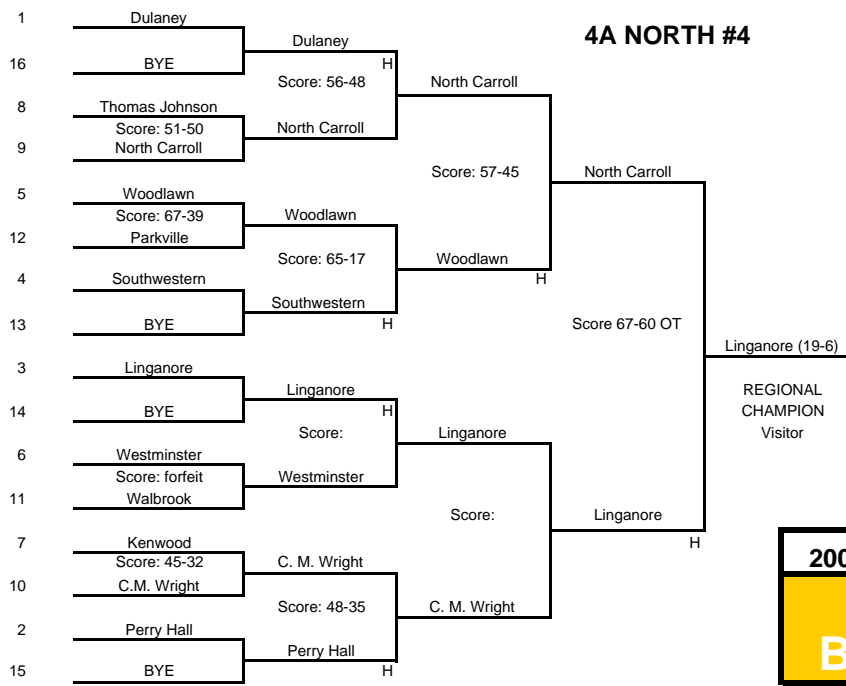 4A NORTH #4
1 Dulaney
16 BYE
8 Thomas Johnson
Score: 51-50
9 North Carroll
5 Woodlawn
Score: 67-39
12 Parkville
4 Southwestern
13 BYE
3 Linganore
14 BYE
6 Westminster
Score: forfeit
11 Walbrook
7 Kenwood
Score: 45-32
10 C.M. Wright
2 Perry Hall
15 BYE
Dulaney
H
Score: 56-48
North Carroll
Woodlawn
Score: 65-17
Southwestern
H
Linganore
H
Score:
Westminster
C. M. Wright
Score: 48-35
Perry Hall
H
North Carroll
Score: 57-45
Woodlawn
H
Linganore
Score:
C. M. Wright
North Carroll
Score 67-60 OT
Linganore
H
Linganore (19-6)
REGIONAL
CHAMPION
Visitor
200
B